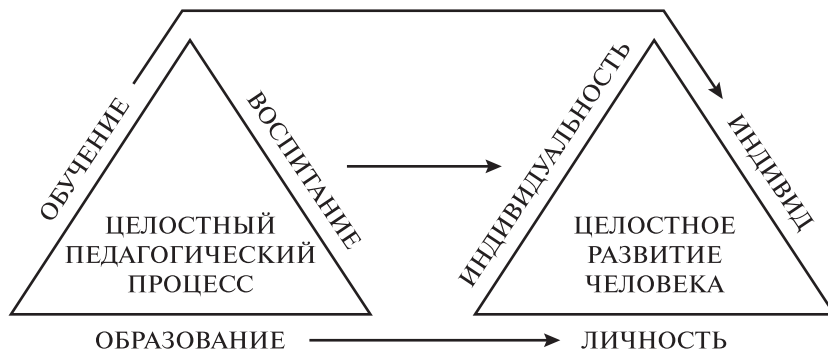 ОБУЧЕНИЕ
ВОСПИТАНИЕ
ЦЕЛОСТНЫЙ
ПЕДАГОГИЧЕСКИЙ
ПРОЦЕСС
ОБРАЗОВАНИЕ
ИНДИВИДУАЛЬНОСТЬ
ИНДИВИД
ЦЕЛОСТНОЕ
РАЗВИТИЕ
ЧЕЛОВЕКА
ЛИЧНОСТЬ